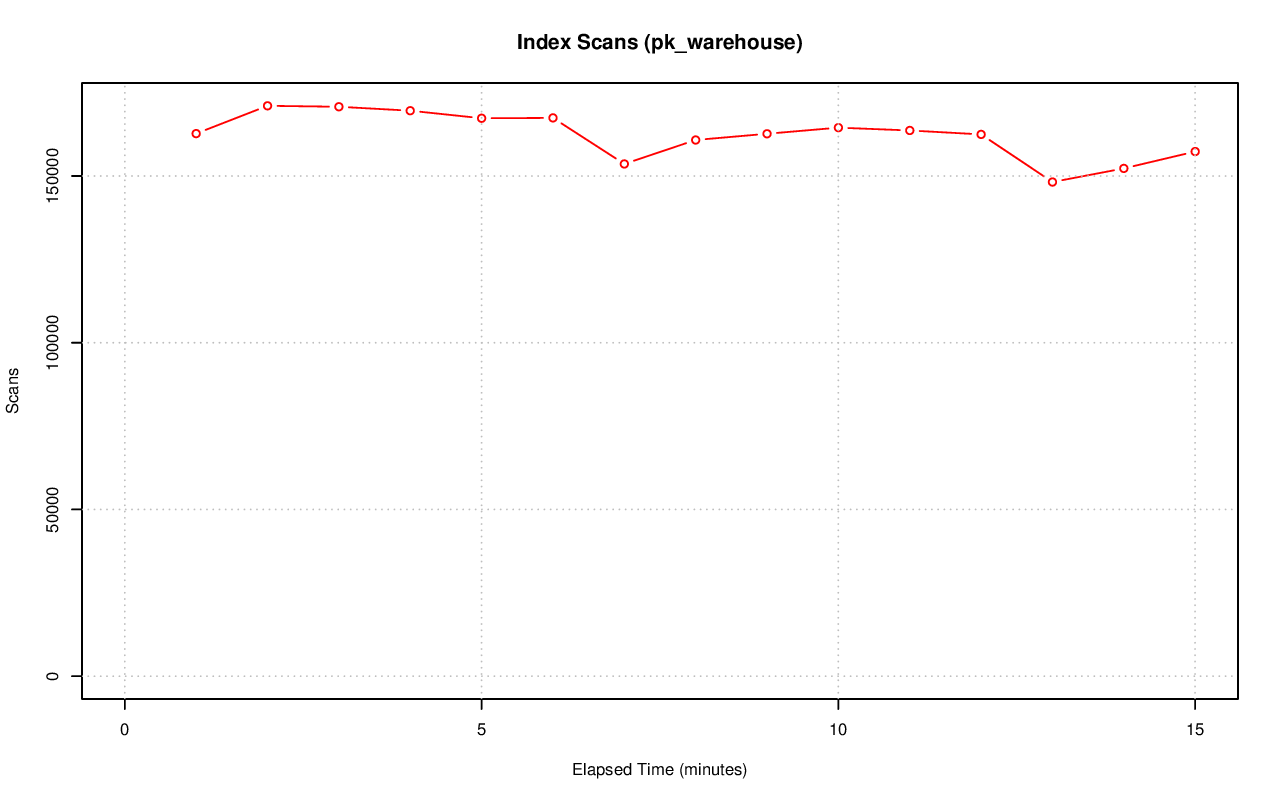 Index Scans (pk_warehouse)
Scans
150000
100000
50000
0
0 5 10 15
Elapsed Time (minutes)